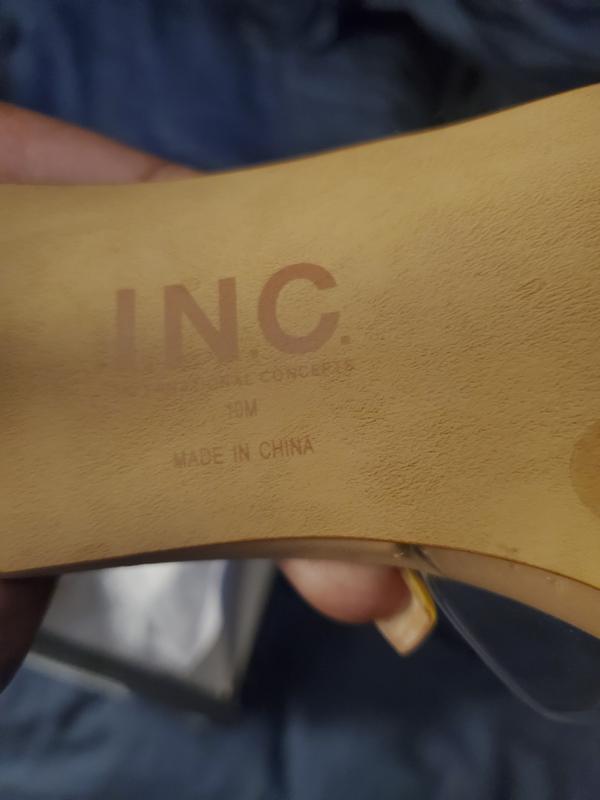 I.N.C.
INTERNATIONAL CONCEPTS
10M
MADE IN CHINA